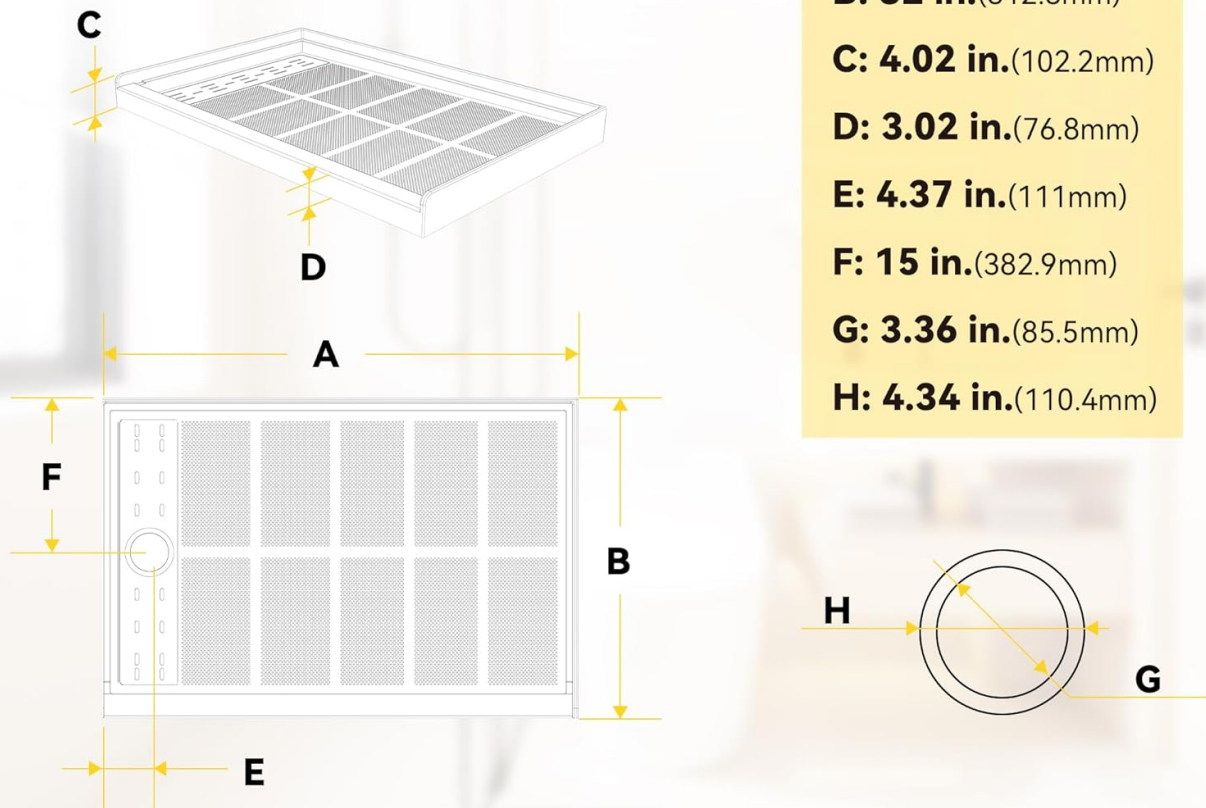 C
C: 4.02 in.(102.2mm)
D: 3.02 in.(76.8mm)
E: 4.37 in.(111mm)
F: 15 in.(382.9mm)
D
G: 3.36 in.(85.5mm)
A
H: 4.34 in.(110.4mm)
F
B
H
G
E